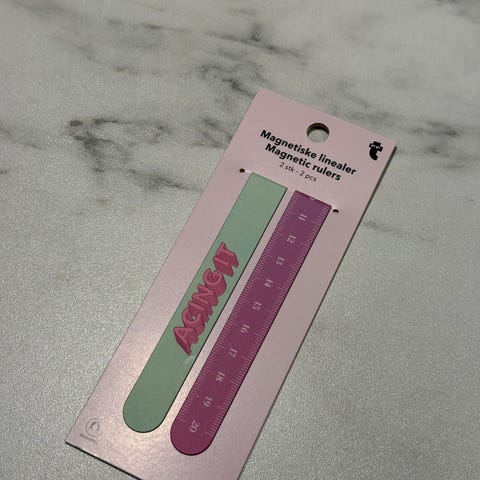 Magnetiske linealer
Magnetic rulers
2 stk - 2 pcs
ACING IT
11
12
13
14
15
16
17
18
19
20